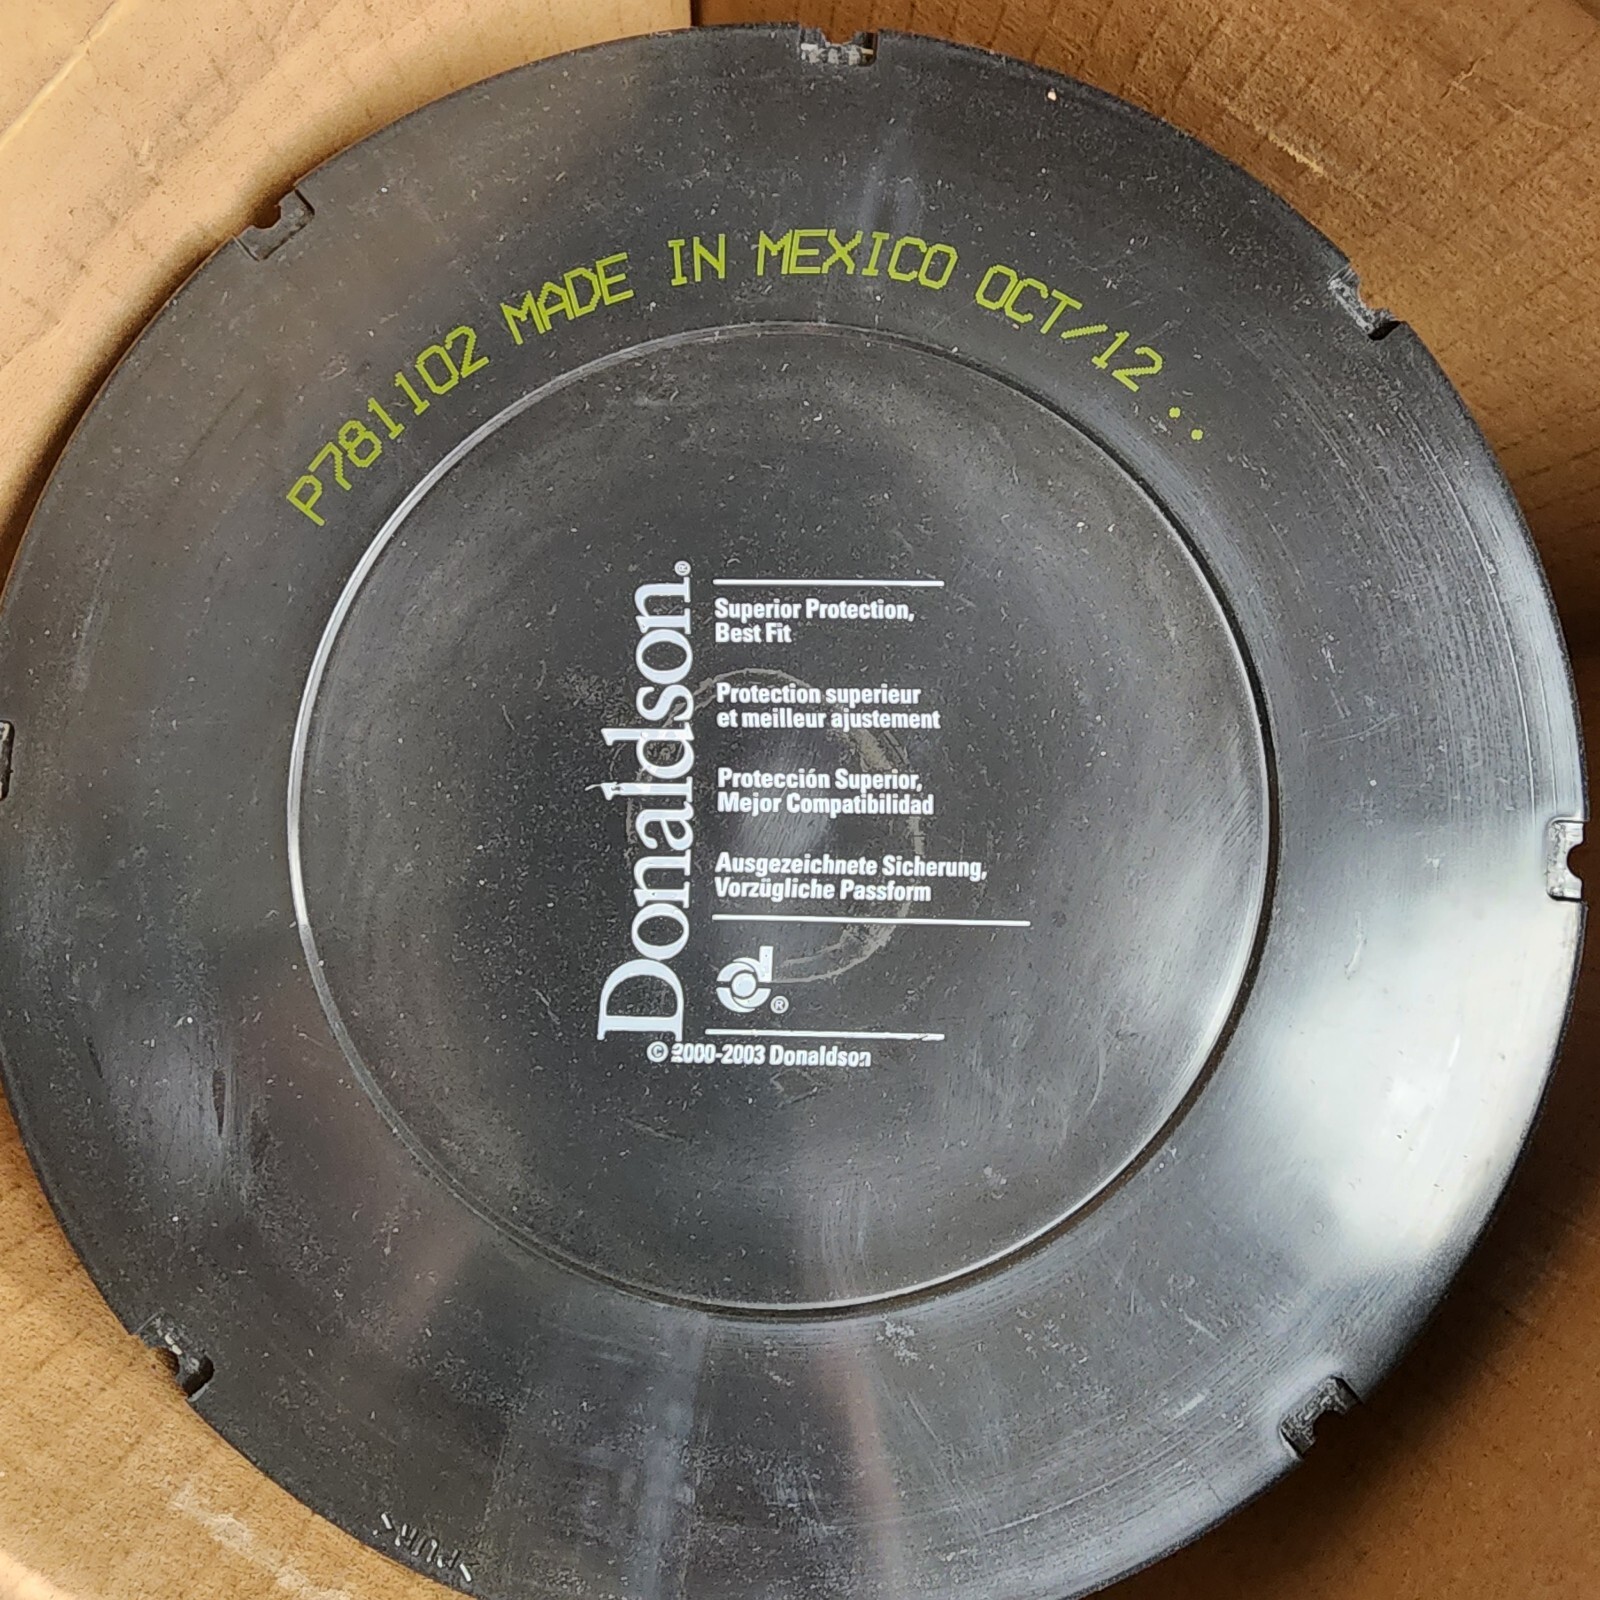 P781102 MADE IN MEXICO OCT/12 ..
Donaldson®
Superior Protection,
Best Fit
Protection superieur
et meilleur ajustement
Protección Superior,
Mejor Compatibilidad
Ausgezeichnete Sicherung,
Vorzügliche Passform
®
© 2000-2003 Donaldson
>PUR<